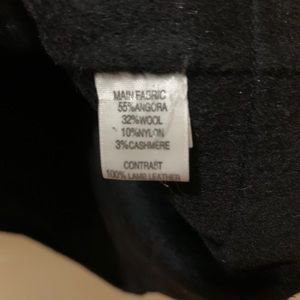 MAIN FABRIC
55%ANGORA
32%WOOL
10%NYLON
3%CASHMERE
CONTRAST
100% LAMB LEATHER